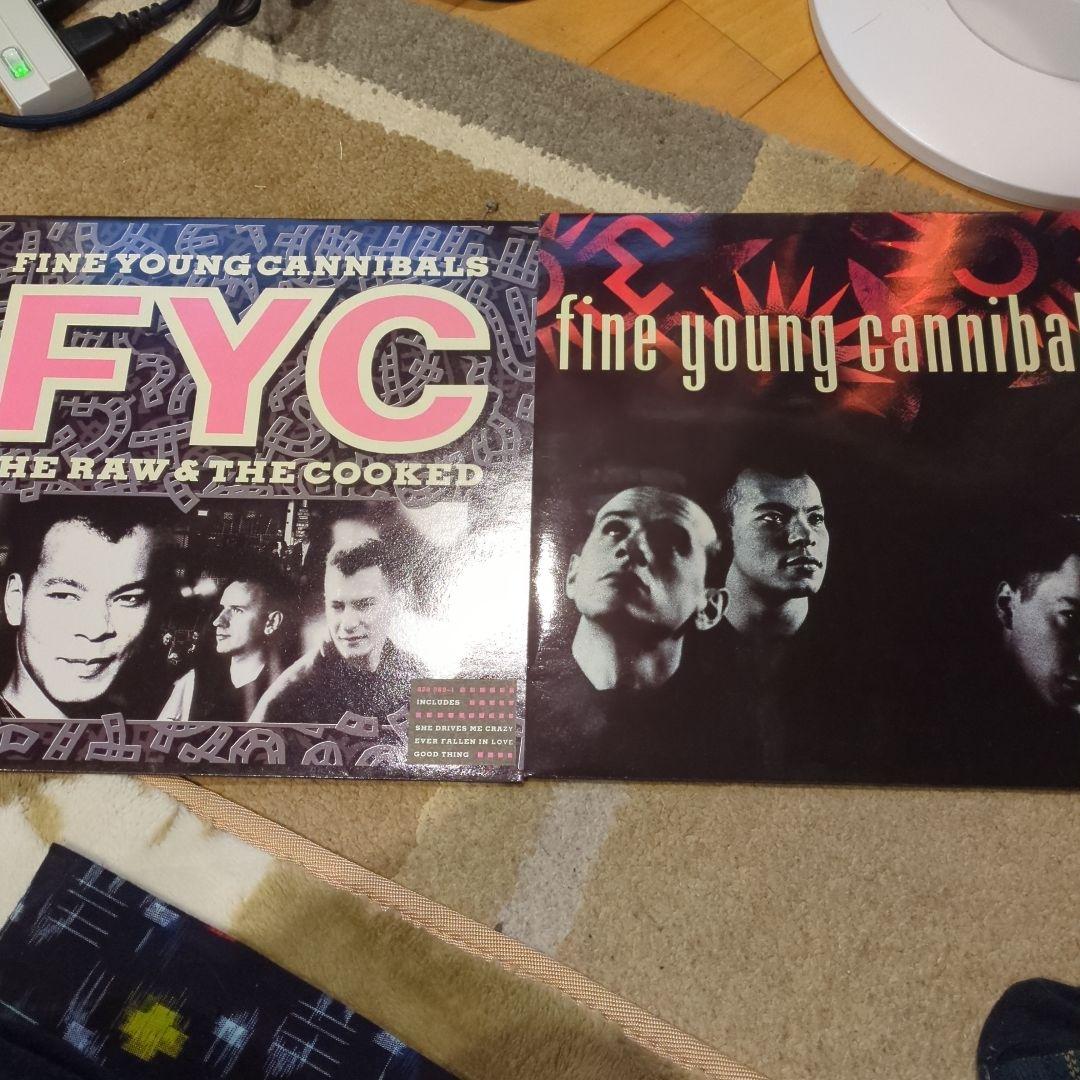 FINE YOUNG CANNIBALS
FYC
HE RAW & THE COOKED
INCLUDES
SHE DRIVES ME CRAZY
EVER FALLEN IN LOVE
GOOD THING
fine young cannibal